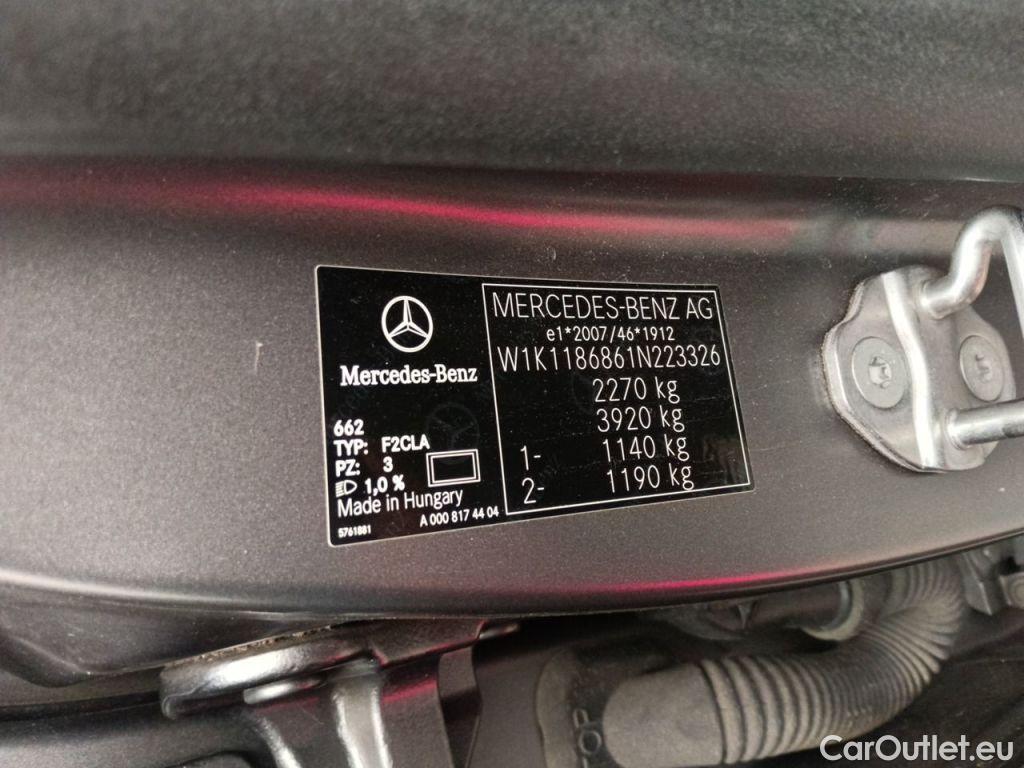 Mercedes-Benz
662
TYP: F2CLA
PZ: 3
1,0 %
Made in Hungary
5761881
A 000 817 44 04
MERCEDES-BENZ AG
e1*2007/46*1912
W1K1186861N223326
2270 kg
3920 kg
1- 1140 kg
2- 1190 kg
CarOutlet.eu